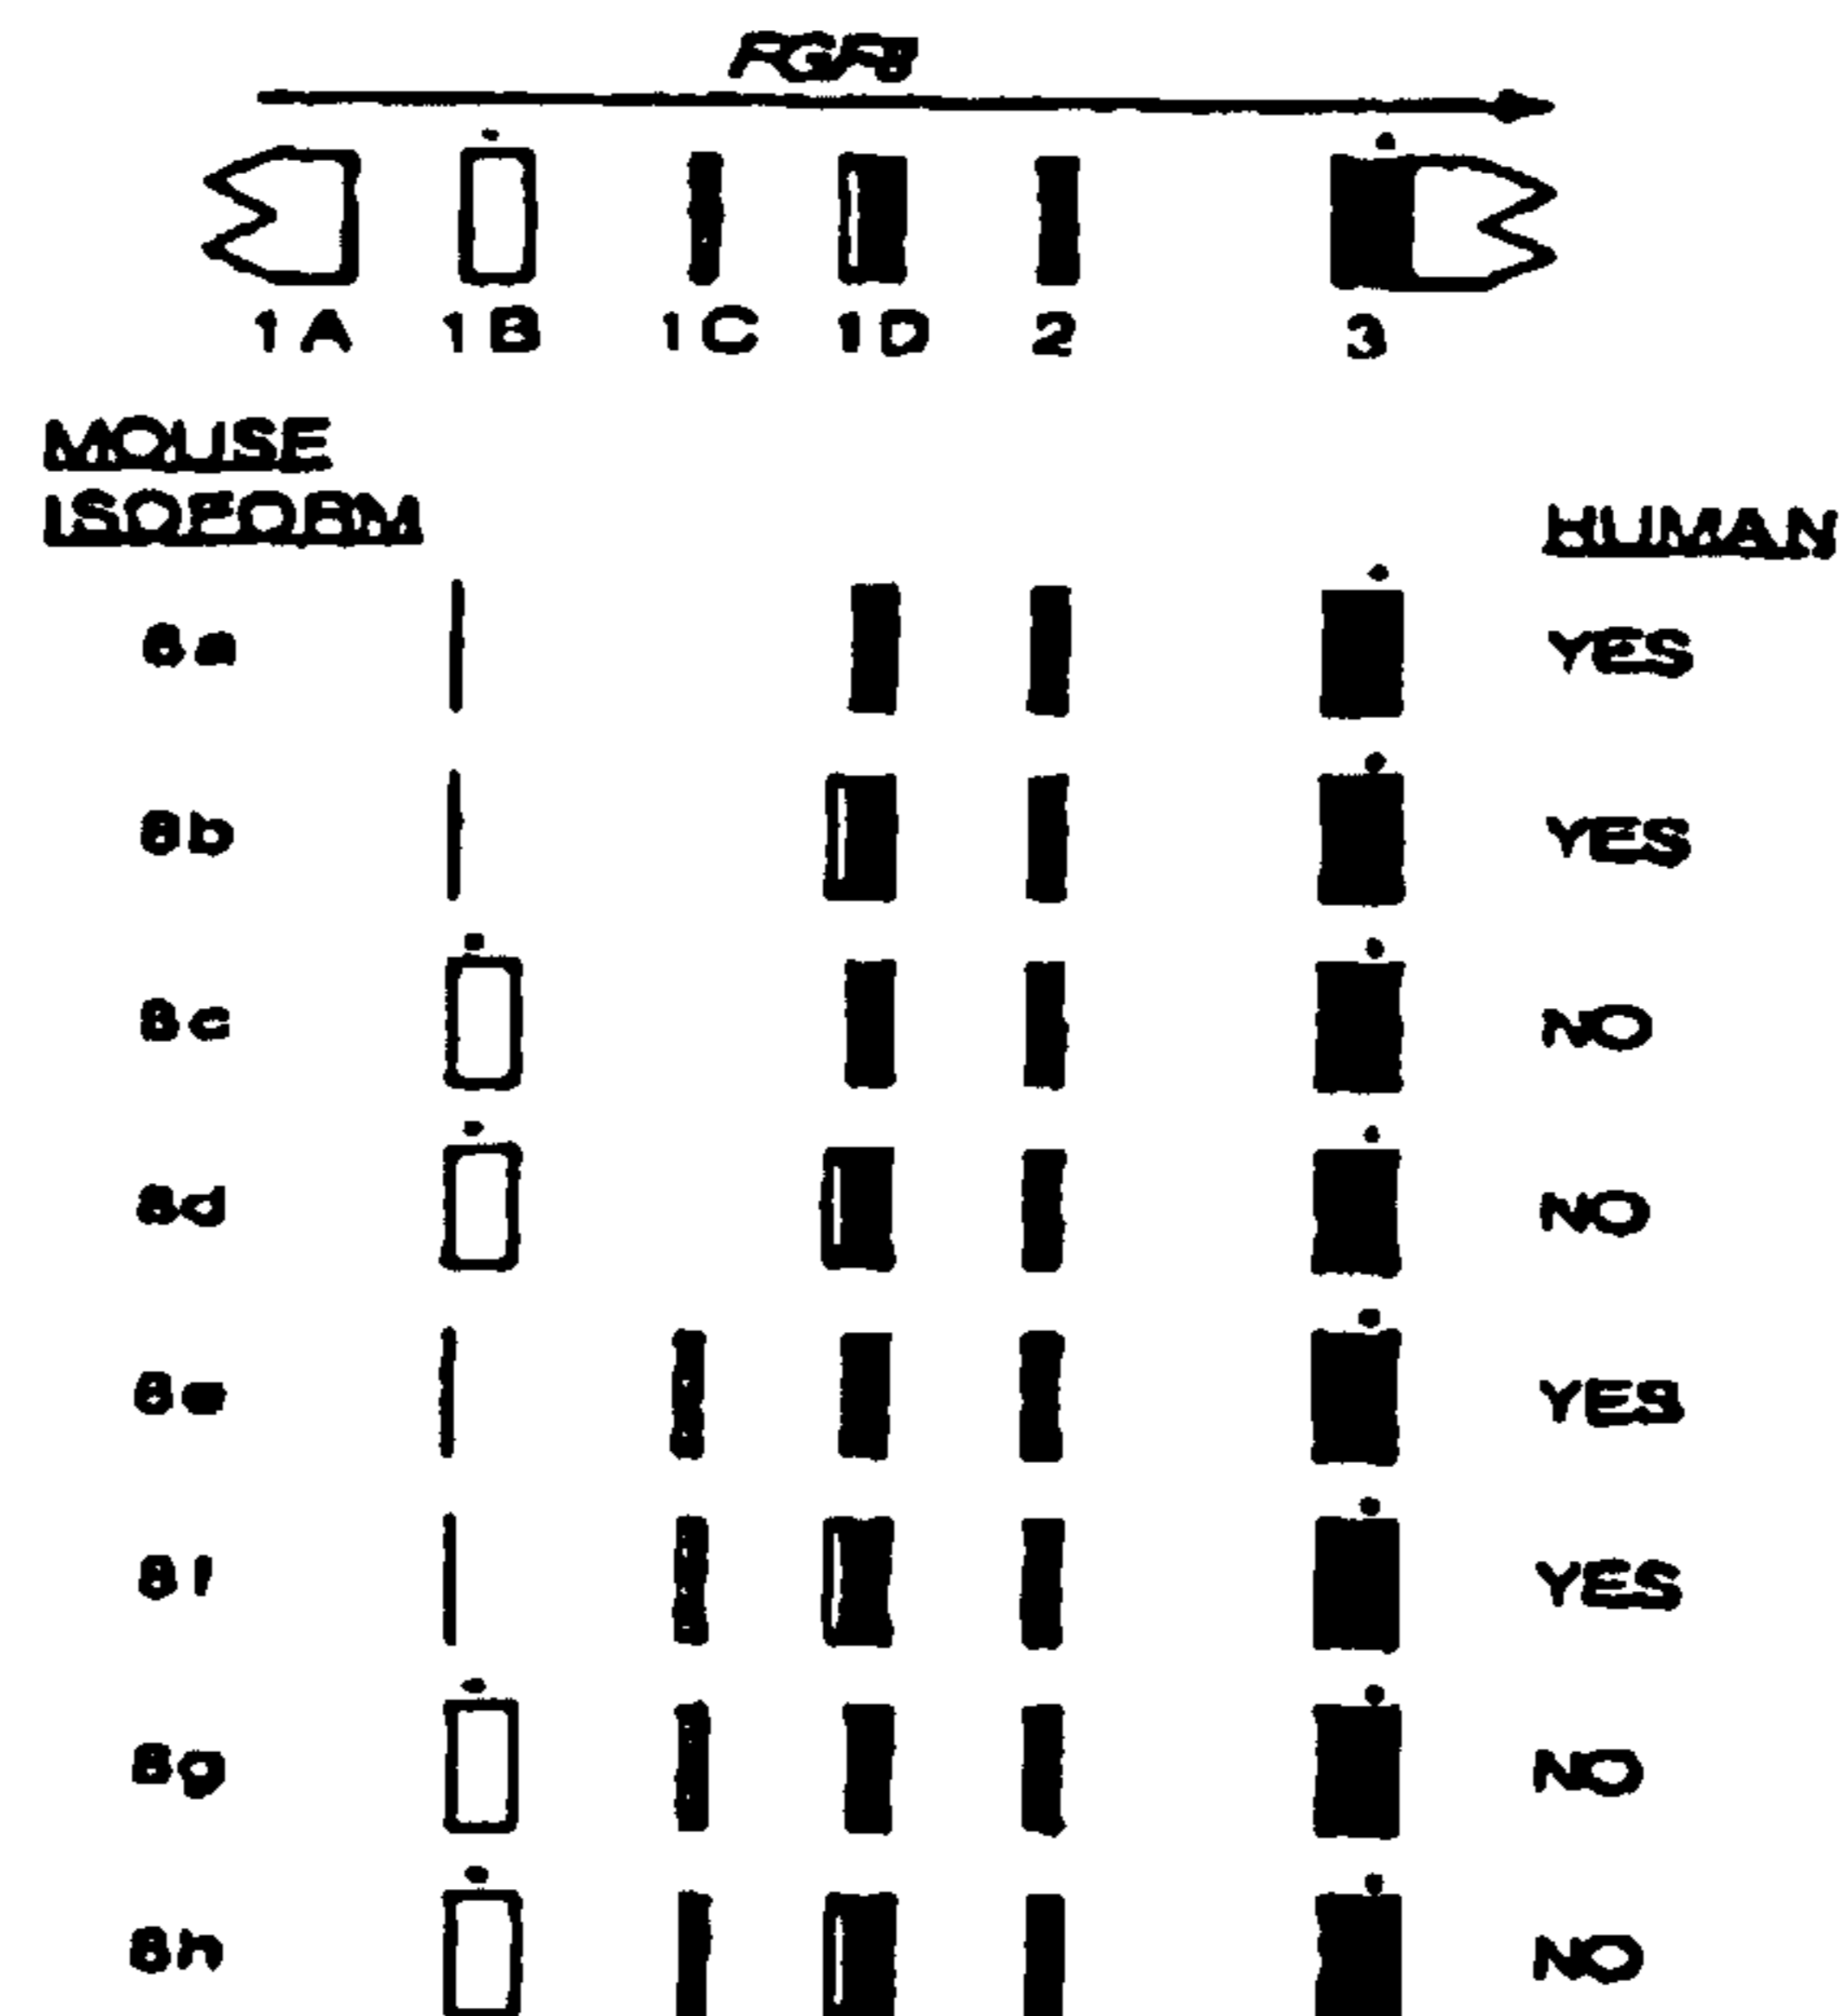 1A 1B 1C 1D 2 3
MOUSE
ISOFORM
HUMAN
8a YES
8b YES
8c NO
8d NO
8e YES
8f YES
8g NO
8h NO